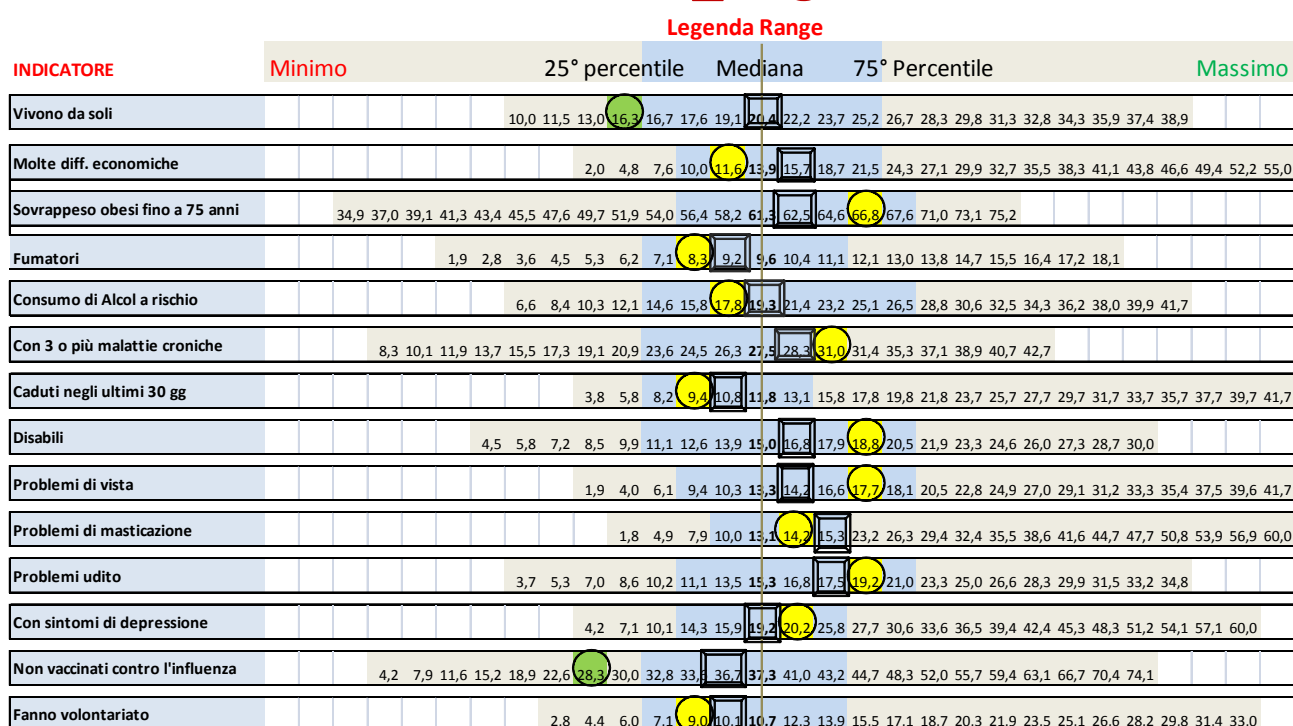 Legenda Range
INDICATORE Minimo 25° percentile Mediana 75° Percentile Massimo
Vivono da soli 10,0 11,5 13,0 16,3 16,7 17,6 19,1 20,4 22,2 23,7 25,2 26,7 28,3 29,8 31,3 32,8 34,3 35,9 37,4 38,9
Molte diff. economiche 2,0 4,8 7,6 10,0 11,6 13,9 15,7 18,7 21,5 24,3 27,1 29,9 32,7 35,5 38,3 41,1 43,8 46,6 49,4 52,2 55,0
Sovrappeso obesi fino a 75 anni 34,9 37,0 39,1 41,3 43,4 45,5 47,6 49,7 51,9 54,0 56,4 58,2 61,3 62,5 64,6 66,8 67,6 71,0 73,1 75,2
Fumatori 1,9 2,8 3,6 4,5 5,3 6,2 7,1 8,3 9,2 9,6 10,4 11,1 12,1 13,0 13,8 14,7 15,5 16,4 17,2 18,1
Consumo di Alcol a rischio 6,6 8,4 10,3 12,1 14,6 15,8 17,8 19,3 21,4 23,2 25,1 26,5 28,8 30,6 32,5 34,3 36,2 38,0 39,9 41,7
Con 3 o più malattie croniche 8,3 10,1 11,9 13,7 15,5 17,3 19,1 20,9 23,6 24,5 26,3 27,5 28,3 31,0 31,4 35,3 37,1 38,9 40,7 42,7
Caduti negli ultimi 30 gg 3,8 5,8 8,2 9,4 10,8 11,8 13,1 15,8 17,8 19,8 21,8 23,7 25,7 27,7 29,7 31,7 33,7 35,7 37,7 39,7 41,7
Disabili 4,5 5,8 7,2 8,5 9,9 11,1 12,6 13,9 15,0 16,8 17,9 18,8 20,5 21,9 23,3 24,6 26,0 27,3 28,7 30,0
Problemi di vista 1,9 4,0 6,1 9,4 10,3 13,3 14,2 16,6 17,7 18,1 20,5 22,8 24,9 27,0 29,1 31,2 33,3 35,4 37,5 39,6 41,7
Problemi di masticazione 1,8 4,9 7,9 10,0 13,1 14,2 15,3 23,2 26,3 29,4 32,4 35,5 38,6 41,6 44,7 47,7 50,8 53,9 56,9 60,0
Problemi udito 3,7 5,3 7,0 8,6 10,2 11,1 13,5 15,3 16,8 17,5 19,2 21,0 23,3 25,0 26,6 28,3 29,9 31,5 33,2 34,8
Con sintomi di depressione 4,2 7,1 10,1 14,3 15,9 19,2 20,2 25,8 27,7 30,6 33,6 36,5 39,4 42,4 45,3 48,3 51,2 54,1 57,1 60,0
Non vaccinati contro l'influenza 4,2 7,9 11,6 15,2 18,9 22,6 28,3 30,0 32,8 36,7 37,3 41,0 43,2 44,7 48,3 52,0 55,7 59,4 63,1 66,7 70,4 74,1
Fanno volontariato 2,8 4,4 6,0 7,1 9,0 10,1 10,7 12,3 13,9 15,5 17,1 18,7 20,3 21,9 23,5 25,1 26,6 28,2 29,8 31,4 33,0